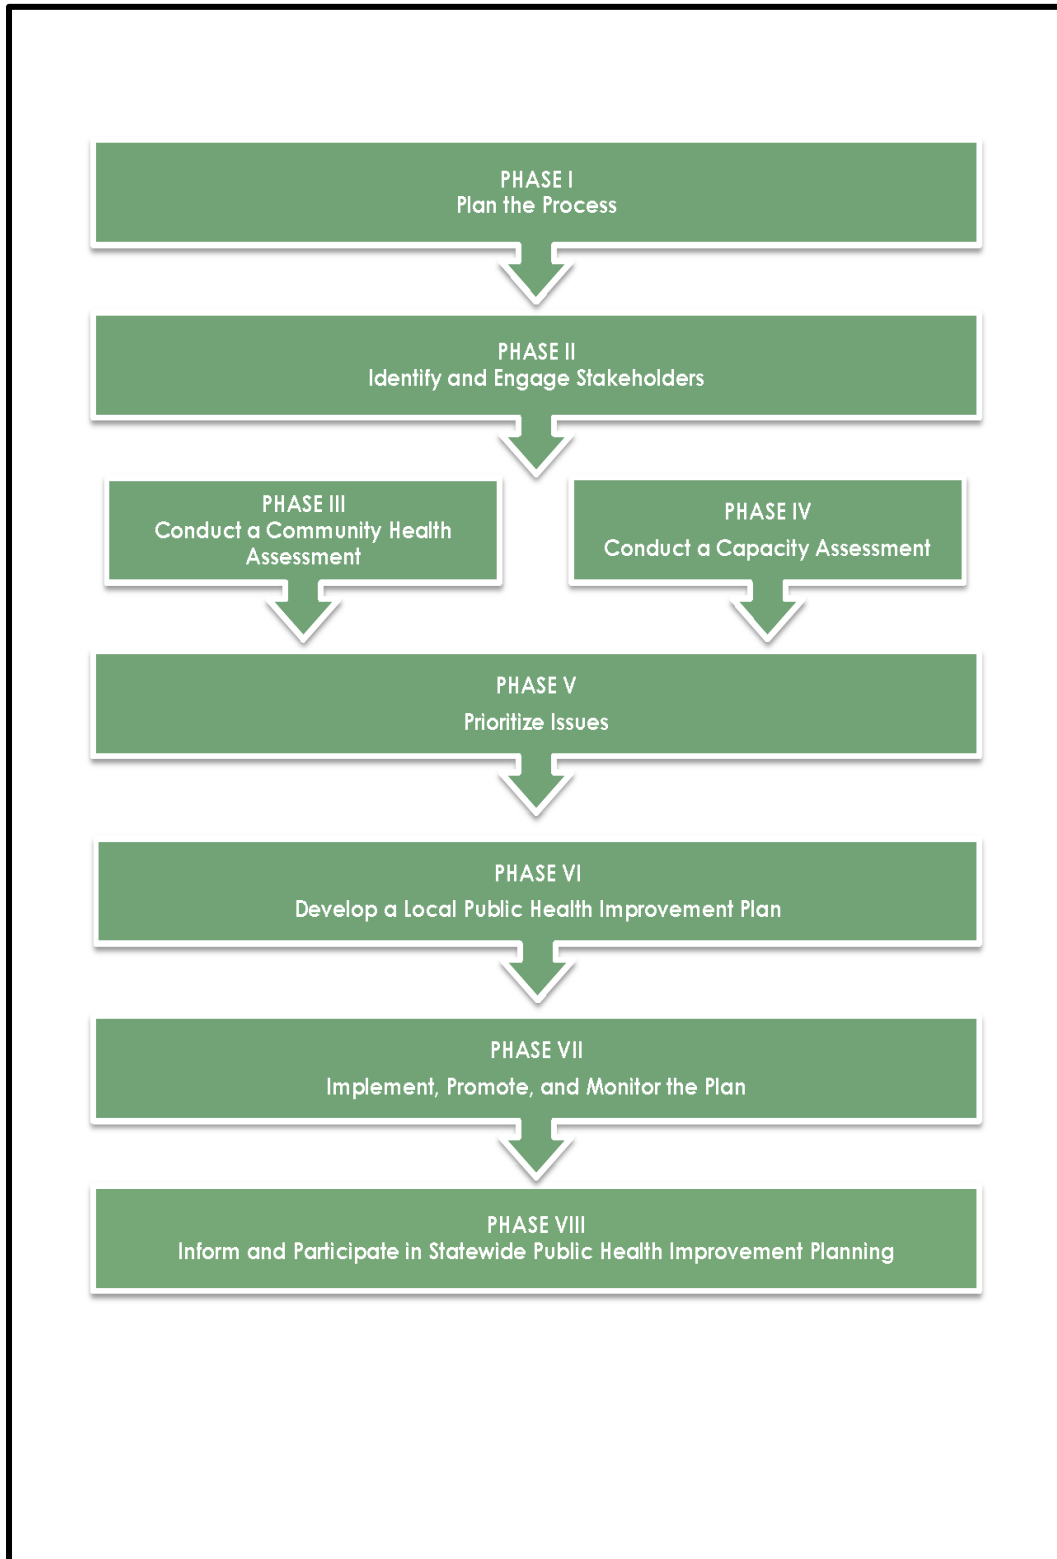 PHASE I
Plan the Process
PHASE II
Identify and Engage Stakeholders
PHASE III
Conduct a Community Health
Assessment
PHASE IV
Conduct a Capacity Assessment
PHASE V
Prioritize Issues
PHASE VI
Develop a Local Public Health Improvement Plan
PHASE VII
Implement, Promote, and Monitor the Plan
PHASE VIII
Inform and Participate in Statewide Public Health Improvement Planning